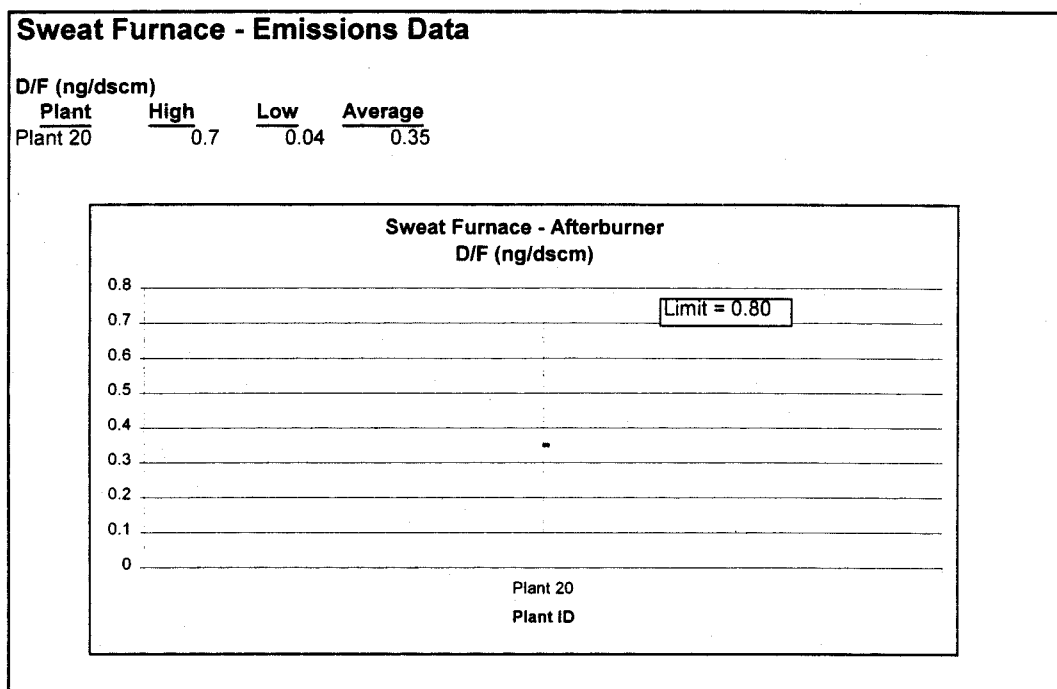 Sweat Furnace - Emissions Data
D/F (ng/dscm)
Plant High Low Average
Plant 20 0.7 0.04 0.35
Sweat Furnace - Afterburner
D/F (ng/dscm)
0.8
Limit = 0.80
0.7
0.6
0.5
0.4
0.3
0.2
0.1
0
Plant 20
Plant ID